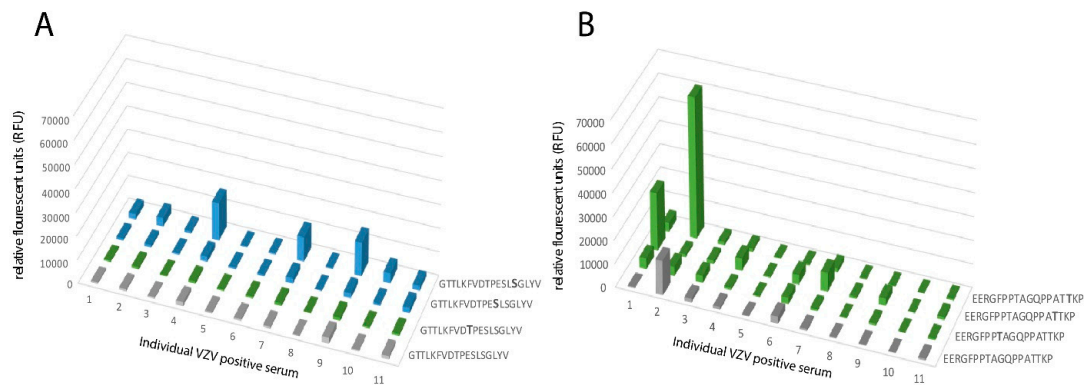 A
relative flourescent units (RFU)
70000
60000
50000
40000
30000
20000
10000
0
1
2
3
4
5
6
7
8
9
10
11
Individual VZV positive serum
GTTLKFVDTPESLSGLYV
GTTLKFVDTPESLSGLYV
GTTLKFVDTPESLSGLYV
GTTLKFVDTPESLSGLYV
B
relative flourescent units (RFU)
70000
60000
50000
40000
30000
20000
10000
0
1
2
3
4
5
6
7
8
9
10
11
Individual VZV positive serum
EERGFPPTAGQPPATTKP
EERGFPPTAGQPPATTKP
EERGFPPTAGQPPATTKP
EERGFPPTAGQPPATTKP